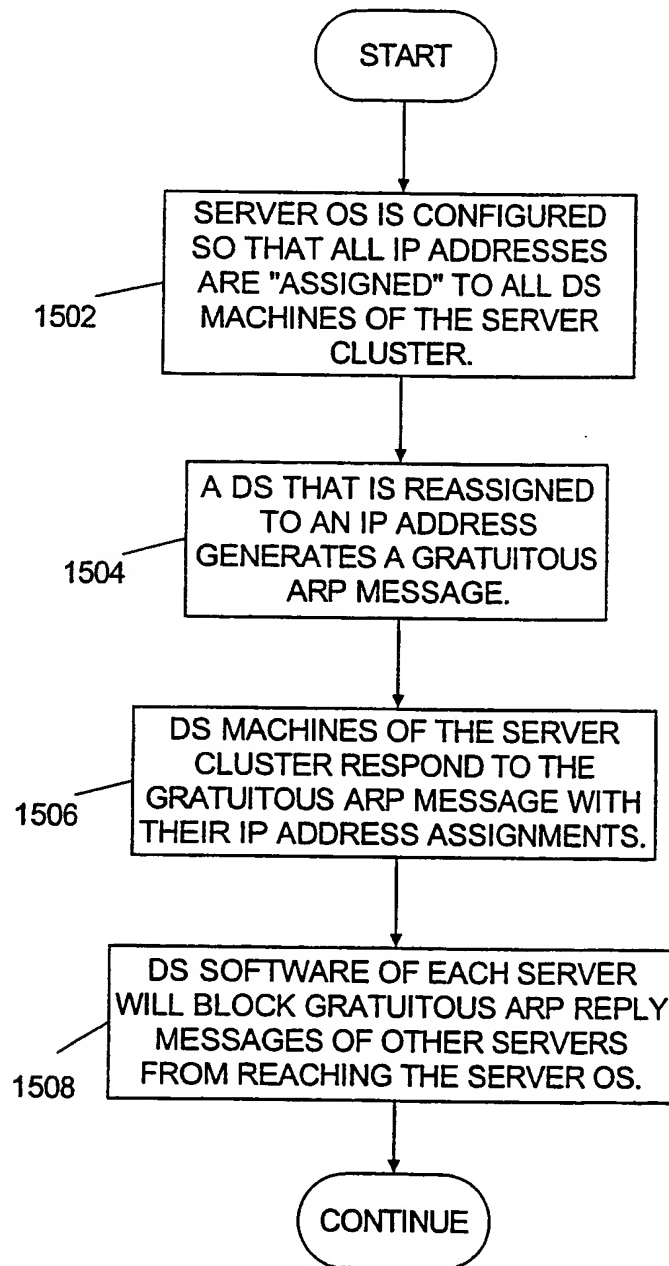 START
SERVER OS IS CONFIGURED
SO THAT ALL IP ADDRESSES
ARE "ASSIGNED" TO ALL DS
MACHINES OF THE SERVER
CLUSTER.
1502
A DS THAT IS REASSIGNED
TO AN IP ADDRESS
GENERATES A GRATUITOUS
ARP MESSAGE.
1504
DS MACHINES OF THE SERVER
CLUSTER RESPOND TO THE
GRATUITOUS ARP MESSAGE WITH
THEIR IP ADDRESS ASSIGNMENTS.
1506
DS SOFTWARE OF EACH SERVER
WILL BLOCK GRATUITOUS ARP REPLY
MESSAGES OF OTHER SERVERS
FROM REACHING THE SERVER OS.
1508
CONTINUE